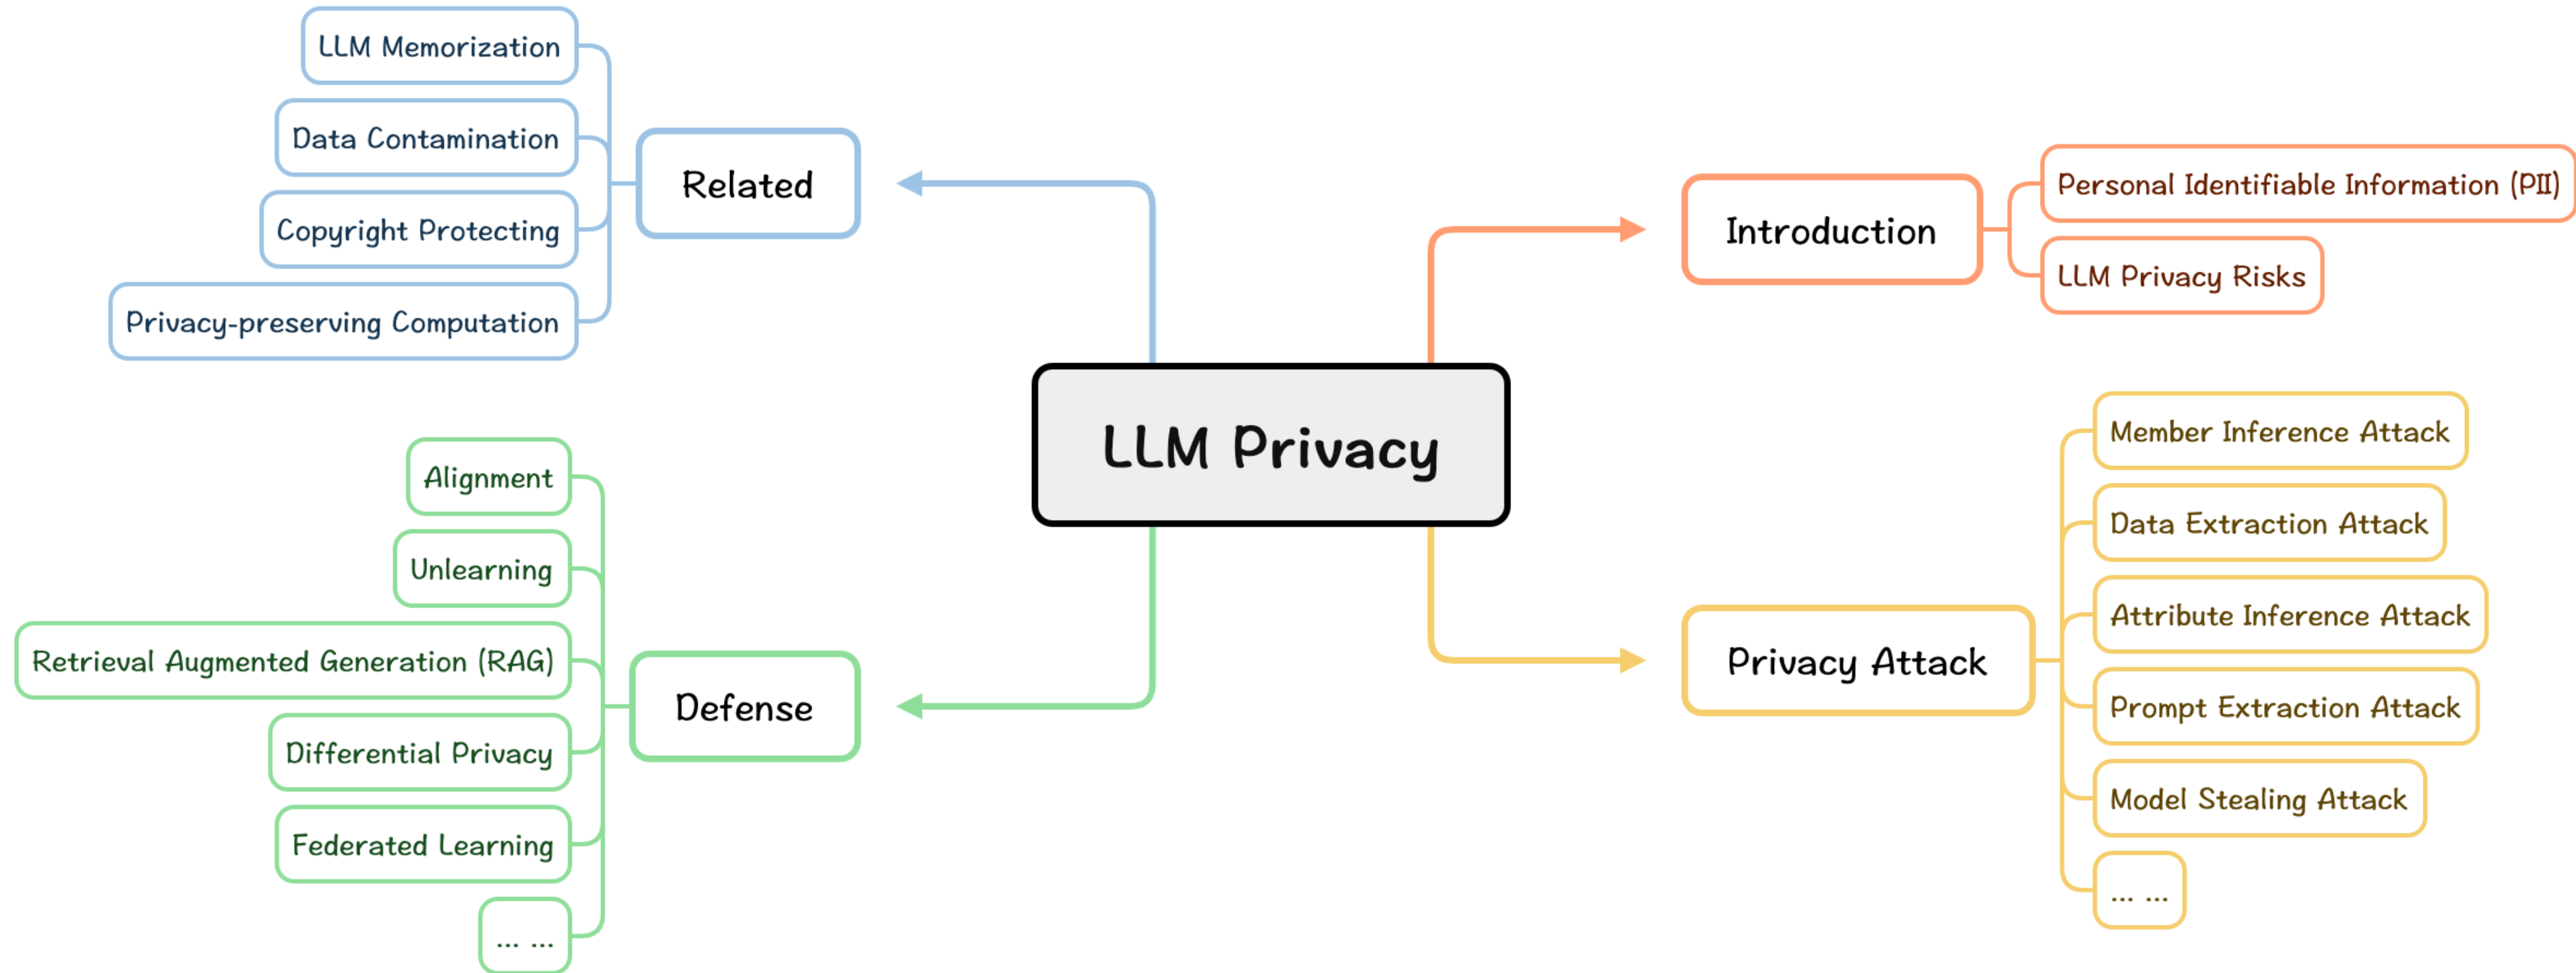 LLM Memorization
Data Contamination
Copyright Protecting
Privacy-preserving Computation
Related
Introduction
Personal Identifiable Information (PII)
LLM Privacy Risks
LLM Privacy
Alignment
Unlearning
Retrieval Augmented Generation (RAG)
Differential Privacy
Federated Learning
... ...
Defense
Privacy Attack
Member Inference Attack
Data Extraction Attack
Attribute Inference Attack
Prompt Extraction Attack
Model Stealing Attack
... ...